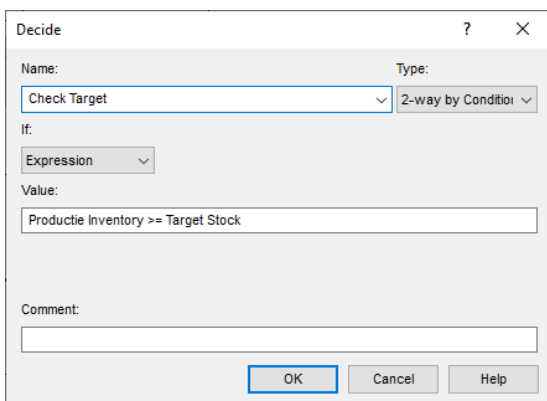 Decide ?
Name: Type:
Check Target 2-way by Condition
If:
Expression
Value:
Productie Inventory >= Target Stock
Comment:
OK Cancel Help